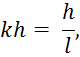 kh = h/l,